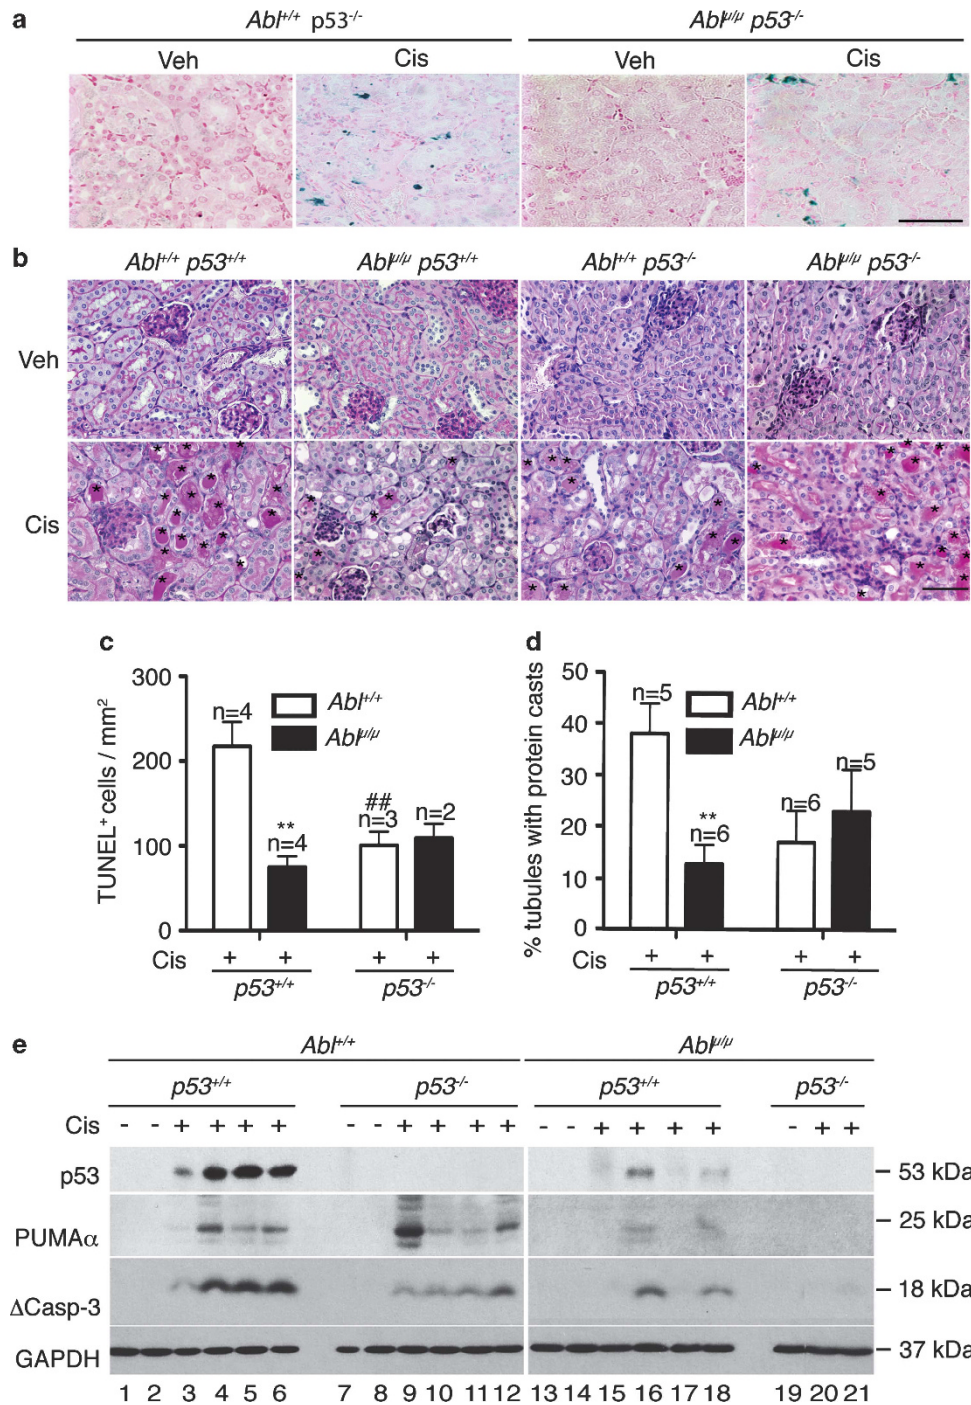 a
Abl+/+ p53-/-
Ablμ/μ p53-/-
Veh Cis Veh Cis
b
Abl+/+ p53+/+ Ablμ/μ p53+/+ Abl+/+ p53-/- Ablμ/μ p53-/-
Veh
Cis
c
TUNEL+ cells / mm2
300
200
100
0
Abl+/+
Ablμ/μ
n=4
**
n=4
##
n=3
n=2
Cis + + + +
p53+/+ p53-/-
d
% tubules with protein casts
50
40
30
20
10
0
Abl+/+
Ablμ/μ
n=5
**
n=6
n=6
n=5
Cis + + + +
p53+/+ p53-/-
e
Abl+/+ Ablμ/μ
p53+/+ p53-/- p53+/+ p53-/-
Cis - - + + + + - - + + + + - - + + + + - + +
p53 – 53 kDa
PUMAα – 25 kDa
ΔCasp-3 – 18 kDa
GAPDH – 37 kDa
1 2 3 4 5 6 7 8 9 10 11 12 13 14 15 16 17 18 19 20 21